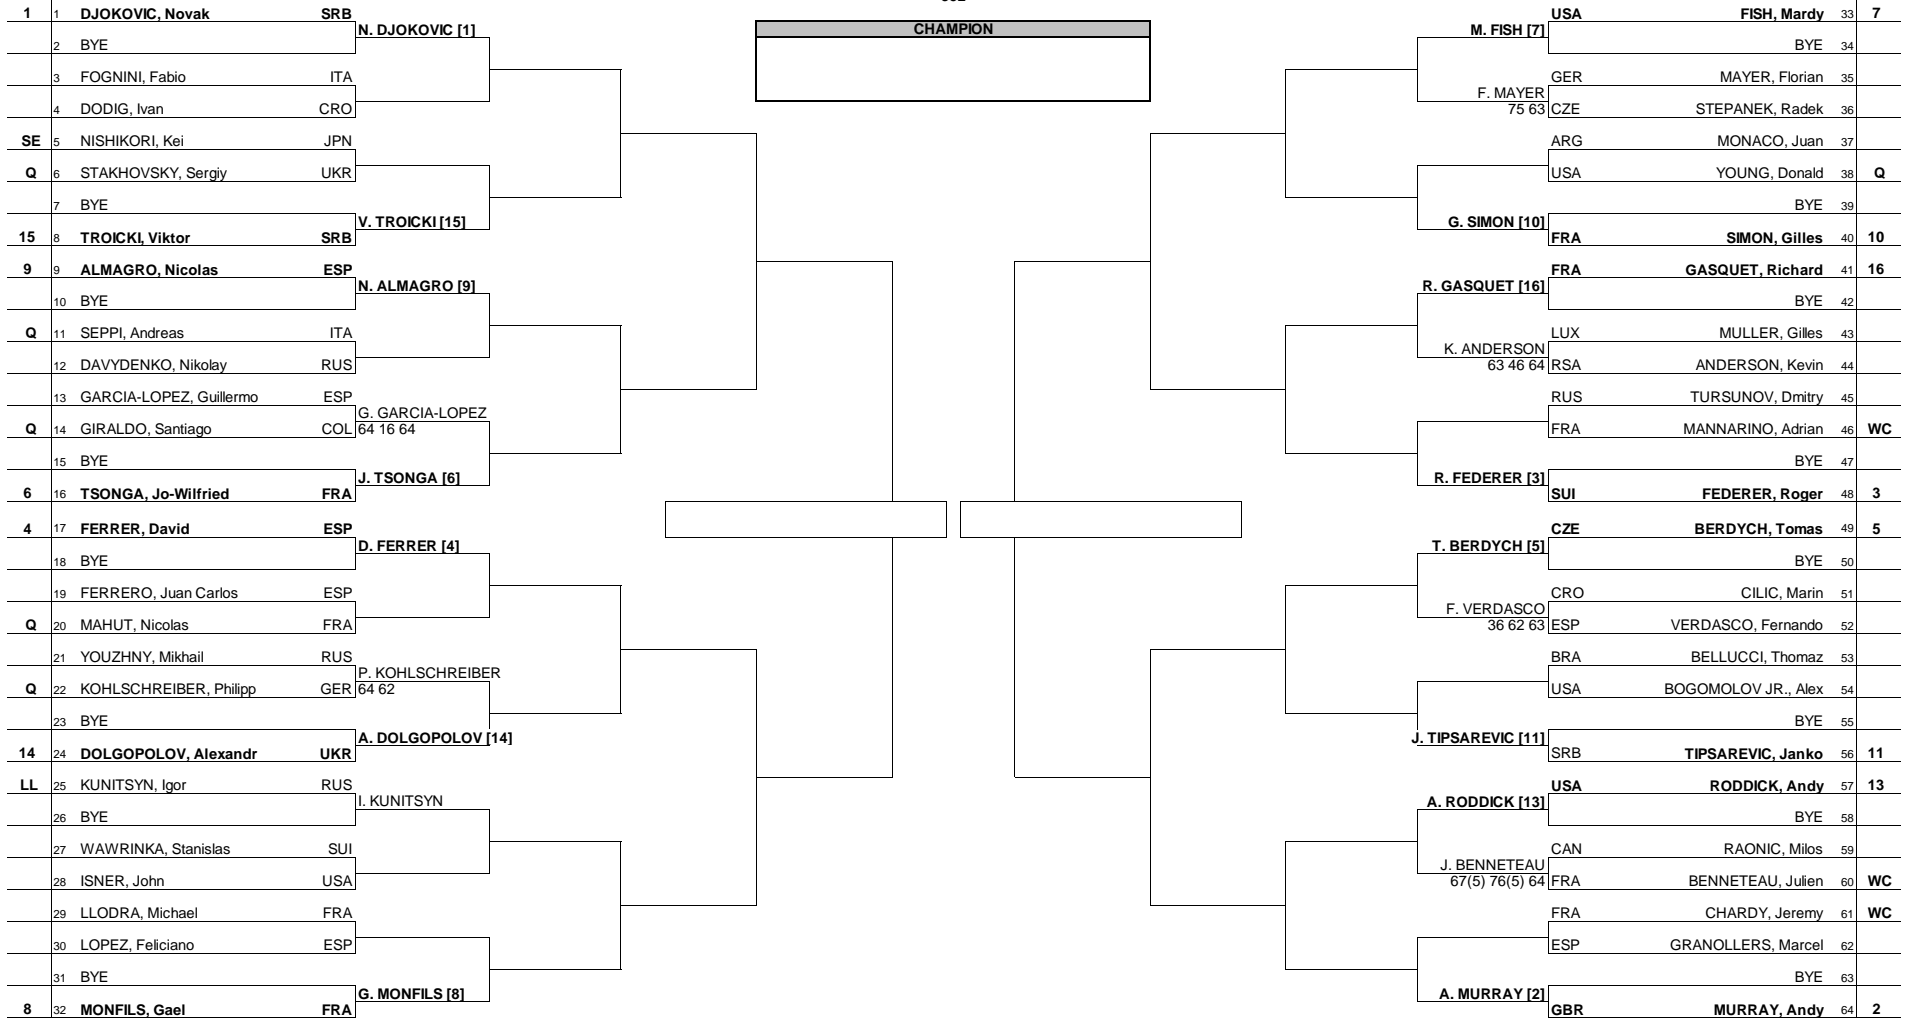 1 1 DJOKOVIC, Novak SRB
N. DJOKOVIC [1]
2 BYE
3 FOGNINI, Fabio ITA
4 DODIG, Ivan CRO
SE 5 NISHIKORI, Kei JPN
Q 6 STAKHOVSKY, Sergiy UKR
7 BYE
V. TROICKI [15]
15 8 TROICKI, Viktor SRB
9 9 ALMAGRO, Nicolas ESP
N. ALMAGRO [9]
10 BYE
Q 11 SEPPI, Andreas ITA
12 DAVYDENKO, Nikolay RUS
13 GARCIA-LOPEZ, Guillermo ESP
G. GARCIA-LOPEZ
Q 14 GIRALDO, Santiago COL 64 16 64
15 BYE
J. TSONGA [6]
6 16 TSONGA, Jo-Wilfried FRA
4 17 FERRER, David ESP
D. FERRER [4]
18 BYE
19 FERRERO, Juan Carlos ESP
Q 20 MAHUT, Nicolas FRA
21 YOUZHNY, Mikhail RUS
P. KOHLSCHREIBER
Q 22 KOHLSCHREIBER, Philipp GER 64 62
23 BYE
A. DOLGOPOLOV [14]
14 24 DOLGOPOLOV, Alexandr UKR
LL 25 KUNITSYN, Igor RUS
I. KUNITSYN
26 BYE
27 WAWRINKA, Stanislas SUI
28 ISNER, John USA
29 LLODRA, Michael FRA
30 LOPEZ, Feliciano ESP
31 BYE
G. MONFILS [8]
8 32 MONFILS, Gael FRA
CHAMPION
USA FISH, Mardy 33 7
M. FISH [7]
BYE 34
GER MAYER, Florian 35
F. MAYER
75 63 CZE STEPANEK, Radek 36
ARG MONACO, Juan 37
USA YOUNG, Donald 38 Q
BYE 39
G. SIMON [10]
FRA SIMON, Gilles 40 10
FRA GASQUET, Richard 41 16
R. GASQUET [16]
BYE 42
LUX MULLER, Gilles 43
K. ANDERSON
63 46 64 RSA ANDERSON, Kevin 44
RUS TURSUNOV, Dmitry 45
FRA MANNARINO, Adrian 46 WC
BYE 47
R. FEDERER [3]
SUI FEDERER, Roger 48 3
CZE BERDYCH, Tomas 49 5
T. BERDYCH [5]
BYE 50
CRO CILIC, Marin 51
F. VERDASCO
36 62 63 ESP VERDASCO, Fernando 52
BRA BELLUCCI, Thomaz 53
USA BOGOMOLOV JR., Alex 54
BYE 55
J. TIPSAREVIC [11]
SRB TIPSAREVIC, Janko 56 11
USA RODDICK, Andy 57 13
A. RODDICK [13]
BYE 58
CAN RAONIC, Milos 59
J. BENNETEAU
67(5) 76(5) 64 FRA BENNETEAU, Julien 60 WC
FRA CHARDY, Jeremy 61 WC
ESP GRANOLLERS, Marcel 62
BYE 63
A. MURRAY [2]
GBR MURRAY, Andy 64 2